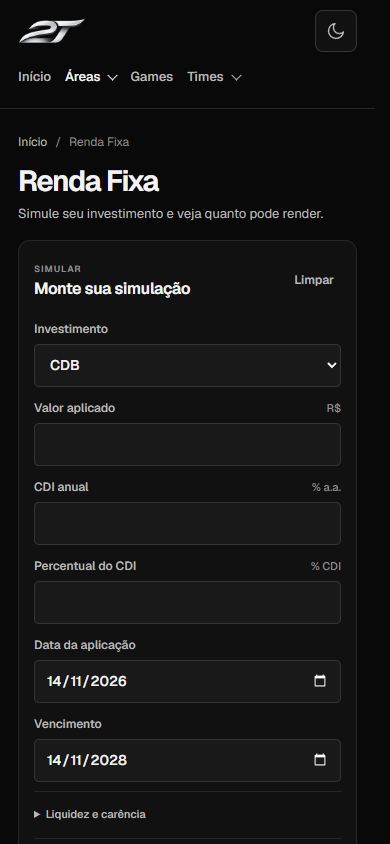 2T
Início Áreas Games Times
Início / Renda Fixa
Renda Fixa
Simule seu investimento e veja quanto pode render.
SIMULAR
Monte sua simulação
Limpar
Investimento
CDB
Valor aplicado R$
CDI anual % a.a.
Percentual do CDI % CDI
Data da aplicação
14/11/2026
Vencimento
14/11/2028
Liquidez e carência